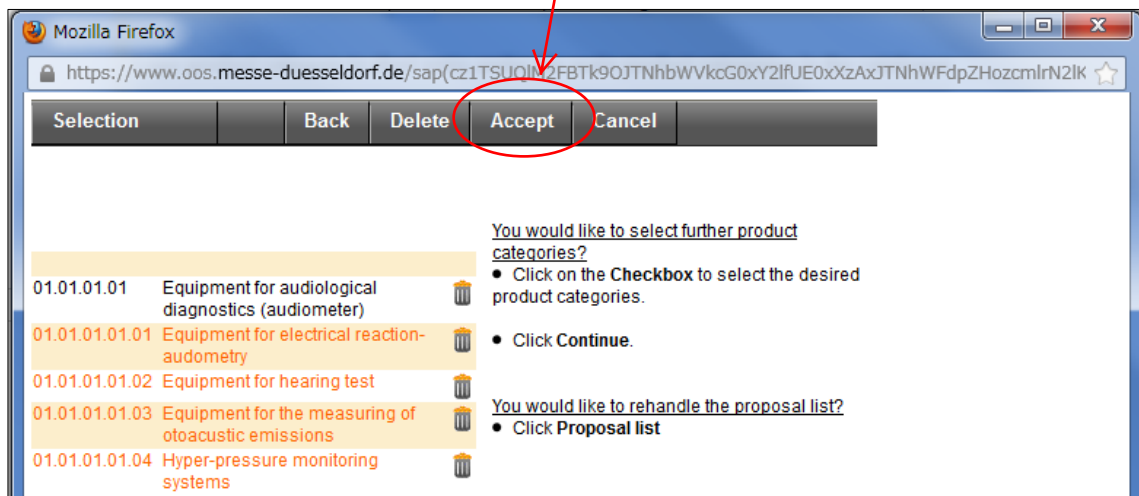 Mozilla Firefox
https://www.oos.messe-duesseldorf.de/
Selection Back Delete Accept Cancel
You would like to select further product
categories?
• Click on the Checkbox to select the desired
product categories.
• Click Continue.
You would like to rehandle the proposal list?
• Click Proposal list
01.01.01.01 Equipment for audiological
diagnostics (audiometer)
01.01.01.01.01 Equipment for electrical reaction-
audometry
01.01.01.01.02 Equipment for hearing test
01.01.01.01.03 Equipment for the measuring of
otoacustic emissions
01.01.01.01.04 Hyper-pressure monitoring
systems